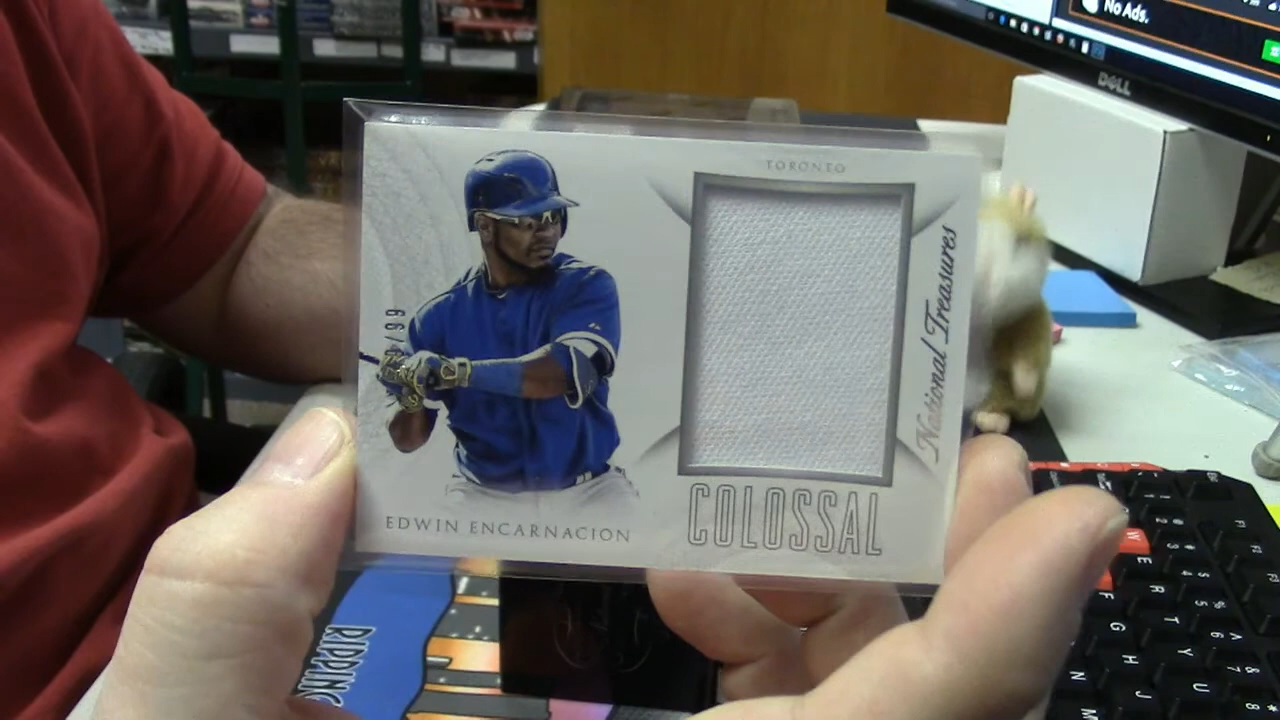 No Ads.
DELL
TORONTO
/99
National Treasures
EDWIN ENCARNACION
COLOSSAL
RIPPING